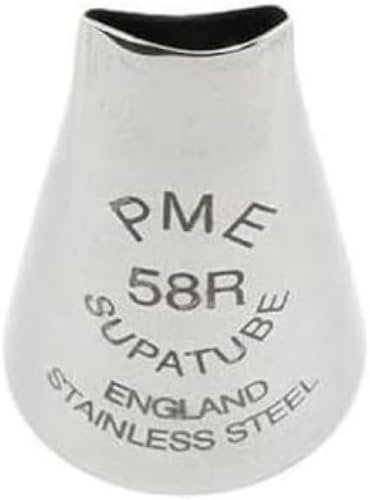 PME
58R
SUPATUBE
ENGLAND
STAINLESS STEEL